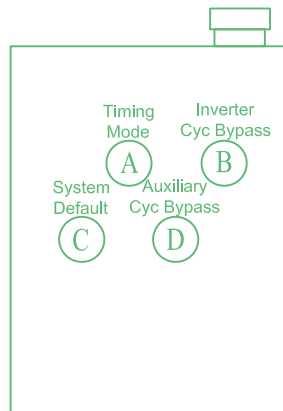 Timing
Mode
Inverter
Cyc Bypass
A
B
System
Default
Auxiliary
Cyc Bypass
C
D